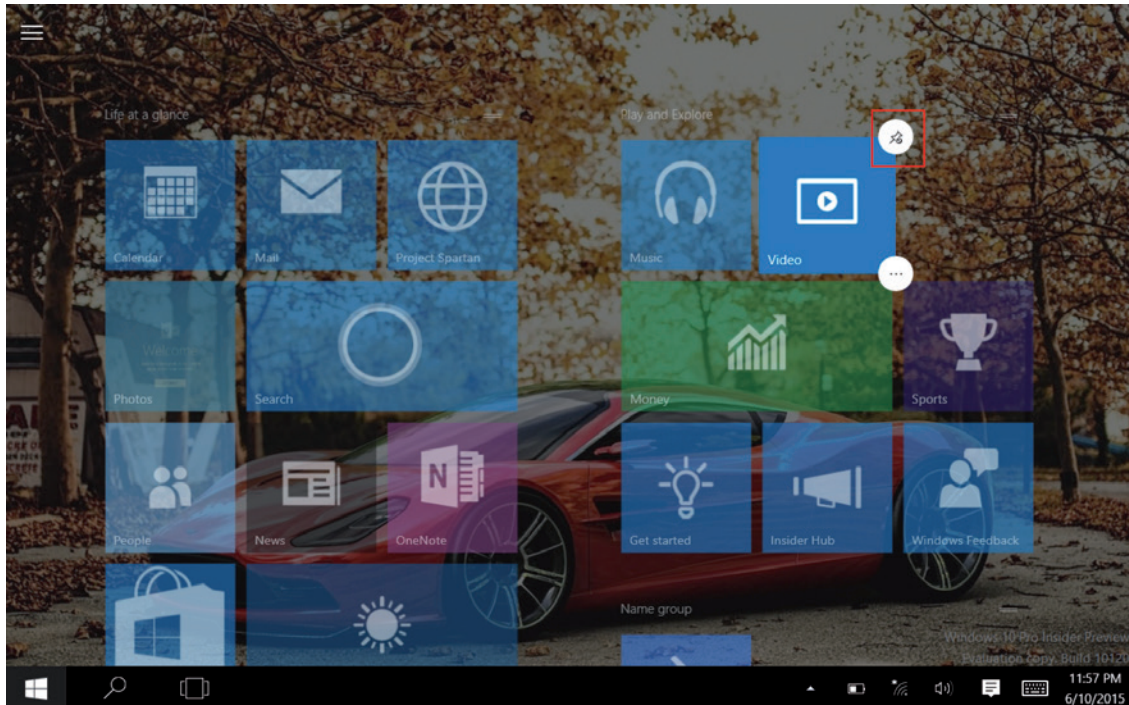 Life at a glance
Play and Explore
Calendar
Mail
Project Spartan
Music
Video
Photos
Search
Money
Sports
People
News
N
OneNote
Get started
Insider Hub
Windows Feedback
Name group
Windows 10 Pro Insider Preview
Evaluation copy. Build 10120
11:57 PM
6/10/2015